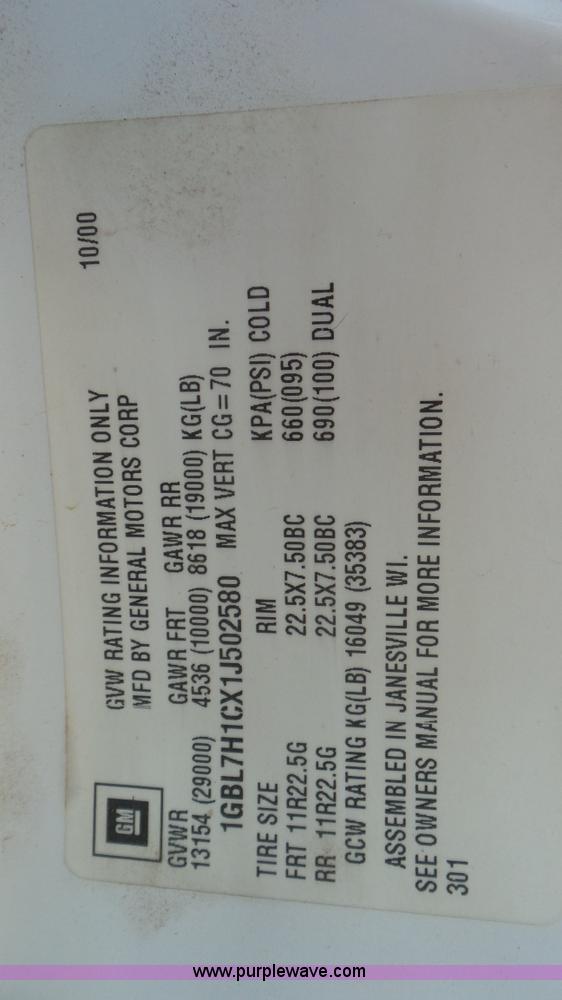 GM
GVW RATING INFORMATION ONLY 10/00
MFD BY GENERAL MOTORS CORP
GVWR GAWR FRT GAWR RR
13154 (29000) 4536 (10000) 8618 (19000) KG(LB)
1GBL7H1CX1J502580 MAX VERT CG=70 IN.
TIRE SIZE RIM KPA(PSI) COLD
FRT 11R22.5G 22.5X7.50BC 660(095)
RR 11R22.5G 22.5X7.50BC 690(100) DUAL
GCW RATING KG(LB) 16049 (35383)
ASSEMBLED IN JANESVILLE WI.
SEE OWNERS MANUAL FOR MORE INFORMATION.
301
www.purplewave.com